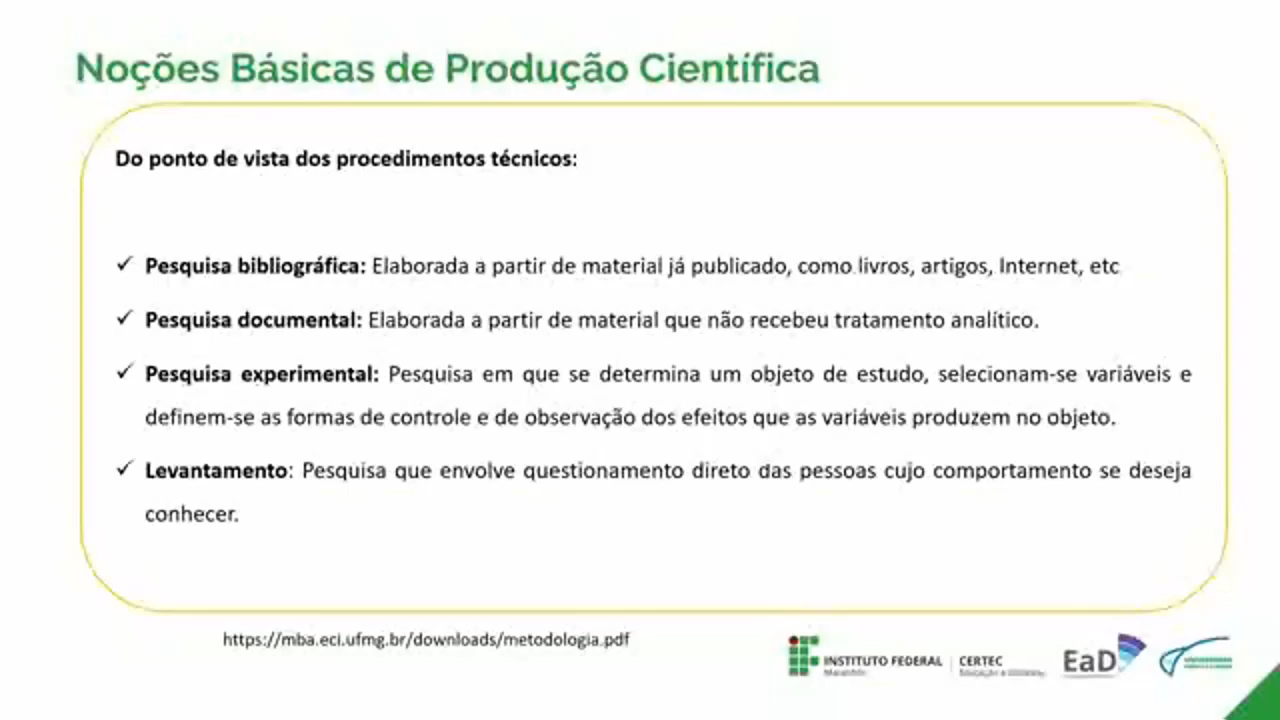 Noções Básicas de Produção Científica
Do ponto de vista dos procedimentos técnicos:
✓ Pesquisa bibliográfica: Elaborada a partir de material já publicado, como livros, artigos, Internet, etc
✓ Pesquisa documental: Elaborada a partir de material que não recebeu tratamento analítico.
✓ Pesquisa experimental: Pesquisa em que se determina um objeto de estudo, selecionam-se variáveis e
definem-se as formas de controle e de observação dos efeitos que as variáveis produzem no objeto.
✓ Levantamento: Pesquisa que envolve questionamento direto das pessoas cujo comportamento se deseja
conhecer.
https://mba.eci.ufmg.br/downloads/metodologia.pdf
INSTITUTO FEDERAL
Maranhão
CERTEC
EaD